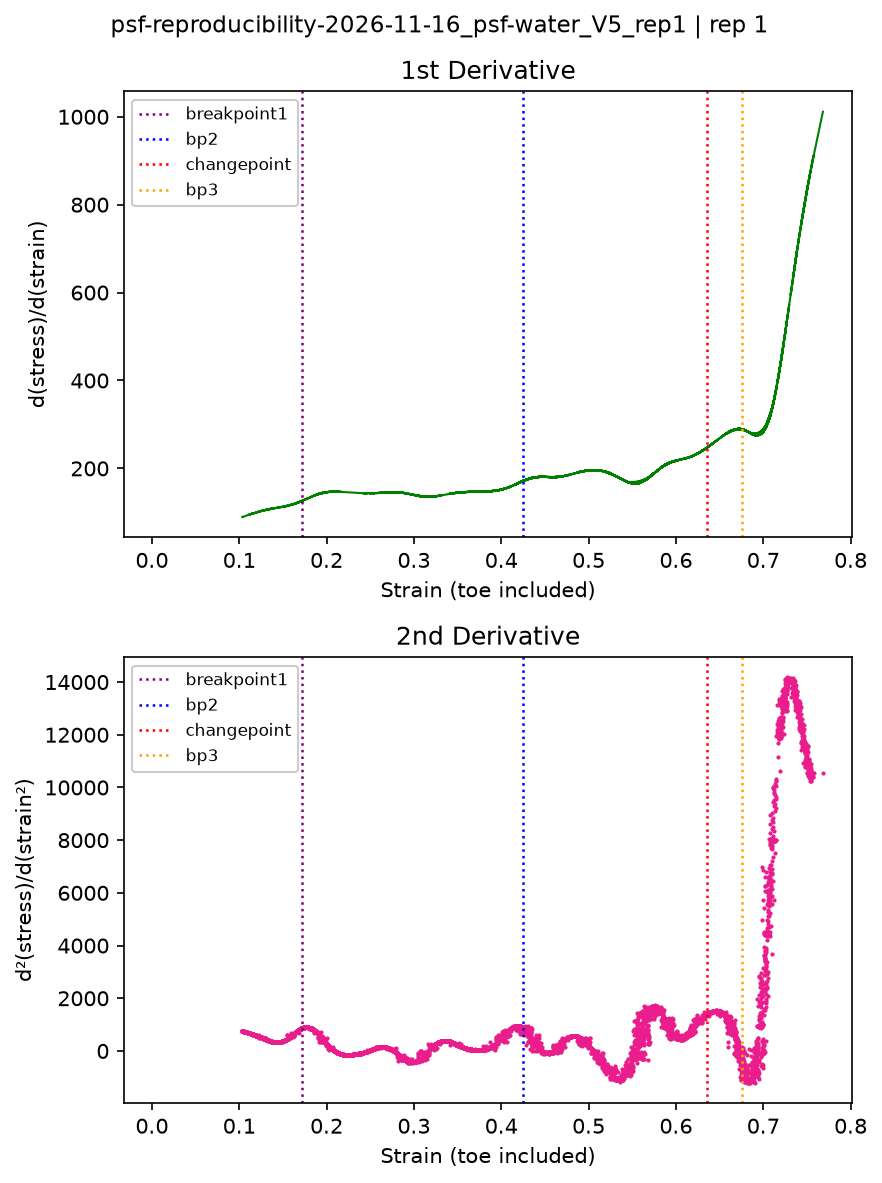 psf-reproducibility-2026-11-16_psf-water_V5_rep1 | rep 1
1st Derivative
breakpoint1
bp2
changepoint
bp3
1000
800
600
400
200
d(stress)/d(strain)
0.0 0.1 0.2 0.3 0.4 0.5 0.6 0.7 0.8
Strain (toe included)
2nd Derivative
breakpoint1
bp2
changepoint
bp3
14000
12000
10000
8000
6000
4000
2000
0
d²(stress)/d(strain²)
0.0 0.1 0.2 0.3 0.4 0.5 0.6 0.7 0.8
Strain (toe included)